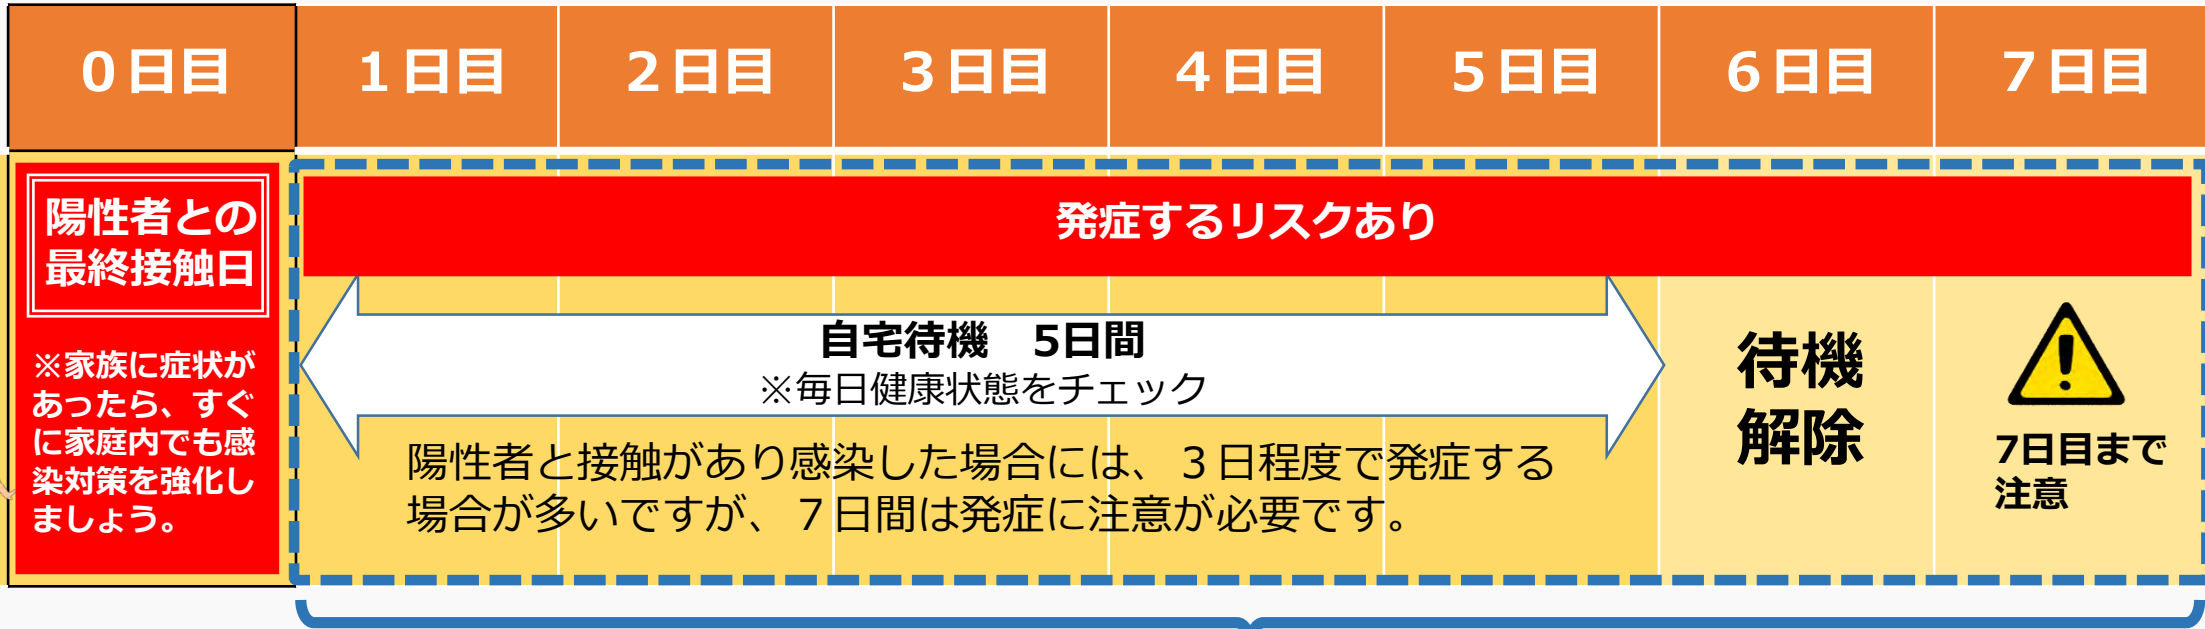 0日目
1日目
2日目
3日目
4日目
5日目
6日目
7日目
陽性者との
最終接触日
※家族に症状が
あったら、すぐ
に家庭内でも感
染対策を強化し
ましょう。
発症するリスクあり
自宅待機　5日間
※毎日健康状態をチェック
陽性者と接触があり感染した場合には、３日程度で発症する
場合が多いですが、７日間は発症に注意が必要です。
待機
解除
7日目まで
注意